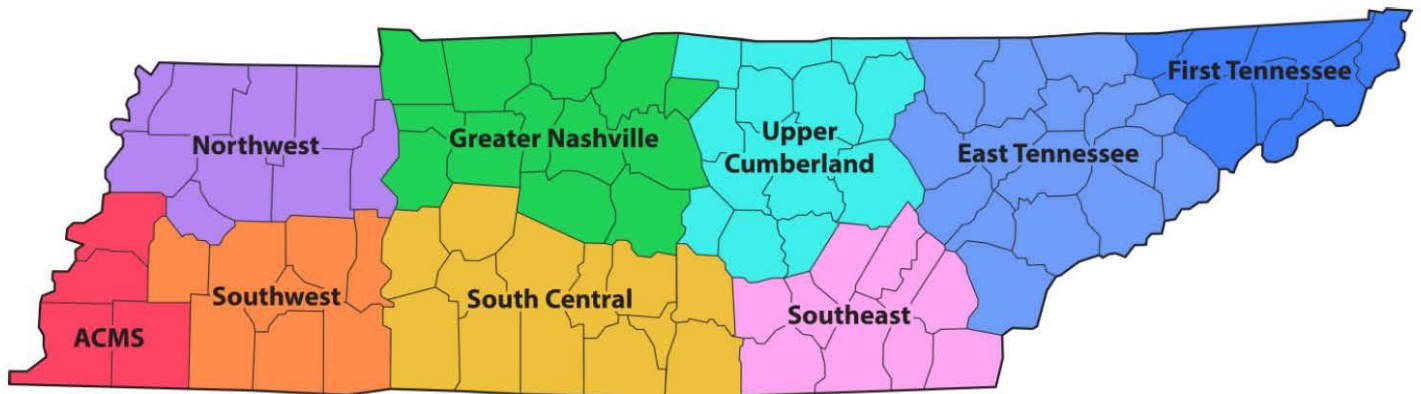 First Tennessee
Northwest
Greater Nashville
Upper
Cumberland
East Tennessee
Southwest
South Central
Southeast
ACMS